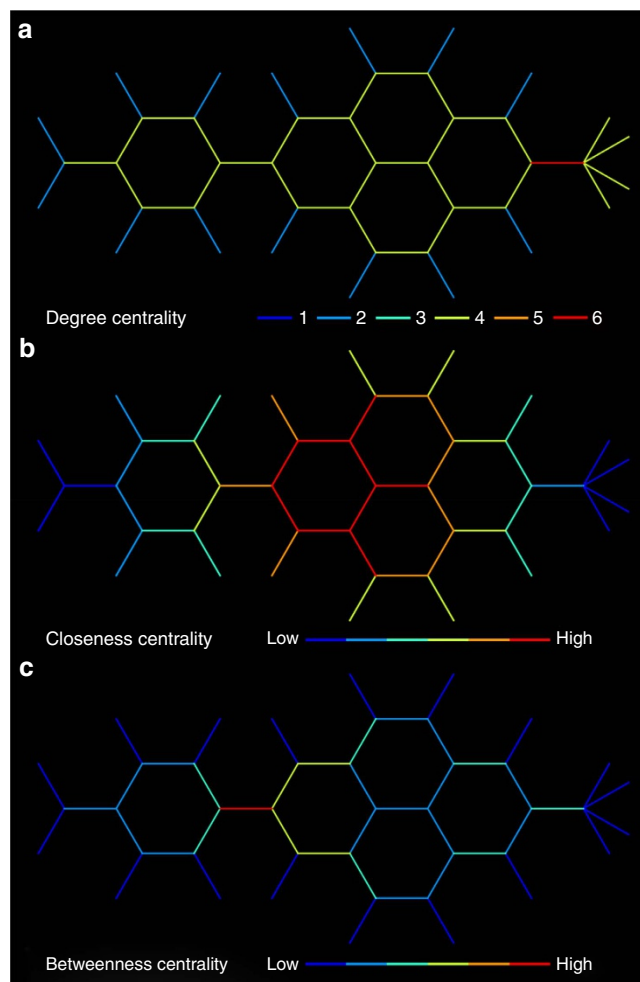 a
Degree centrality 1 2 3 4 5 6
b
Closeness centrality Low High
c
Betweenness centrality Low High